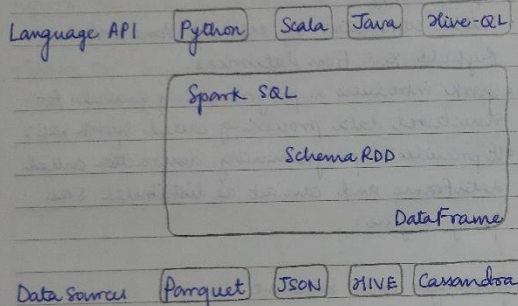 Language API Python Scala Java Hive-QL
Spark SQL
Schema RDD
DataFrame
Data Sources Parquet JSON HIVE Cassandra